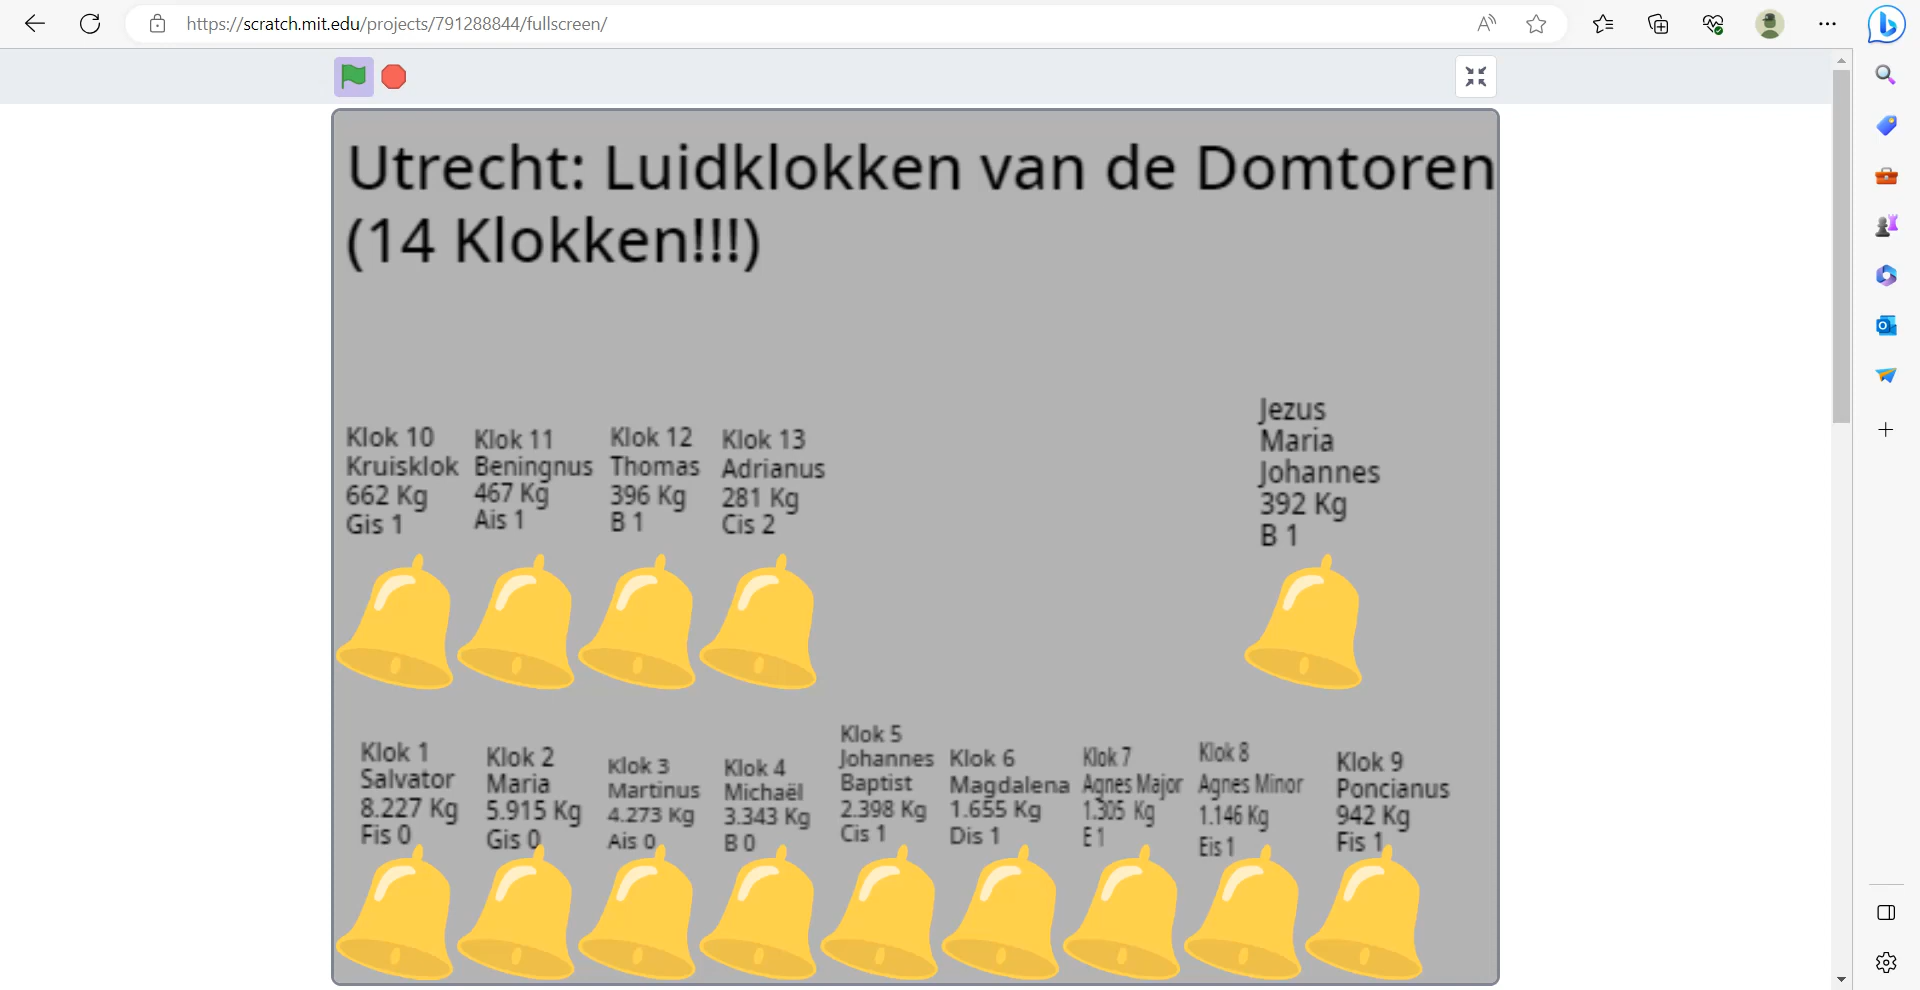 https://scratch.mit.edu/projects/791288844/fullscreen/
Utrecht: Luidklokken van de Domtoren
(14 Klokken!!!)
Klok 10
Kruisklok
662 Kg
Gis 1
Klok 11
Beningnus
467 Kg
Ais 1
Klok 12
Thomas
396 Kg
B 1
Klok 13
Adrianus
281 Kg
Cis 2
Jezus
Maria
Johannes
392 Kg
B 1
Klok 1
Salvator
8.227 Kg
Fis 0
Klok 2
Maria
5.915 Kg
Gis 0
Klok 3
Martinus
4.273 Kg
Ais 0
Klok 4
Michaël
3.343 Kg
B 0
Klok 5
Johannes
Baptist
2.398 Kg
Cis 1
Klok 6
Magdalena
1.655 Kg
Dis 1
Klok 7
Agnes Major
1.305 Kg
E 1
Klok 8
Agnes Minor
1.146 Kg
Eis 1
Klok 9
Poncianus
942 Kg
Fis 1